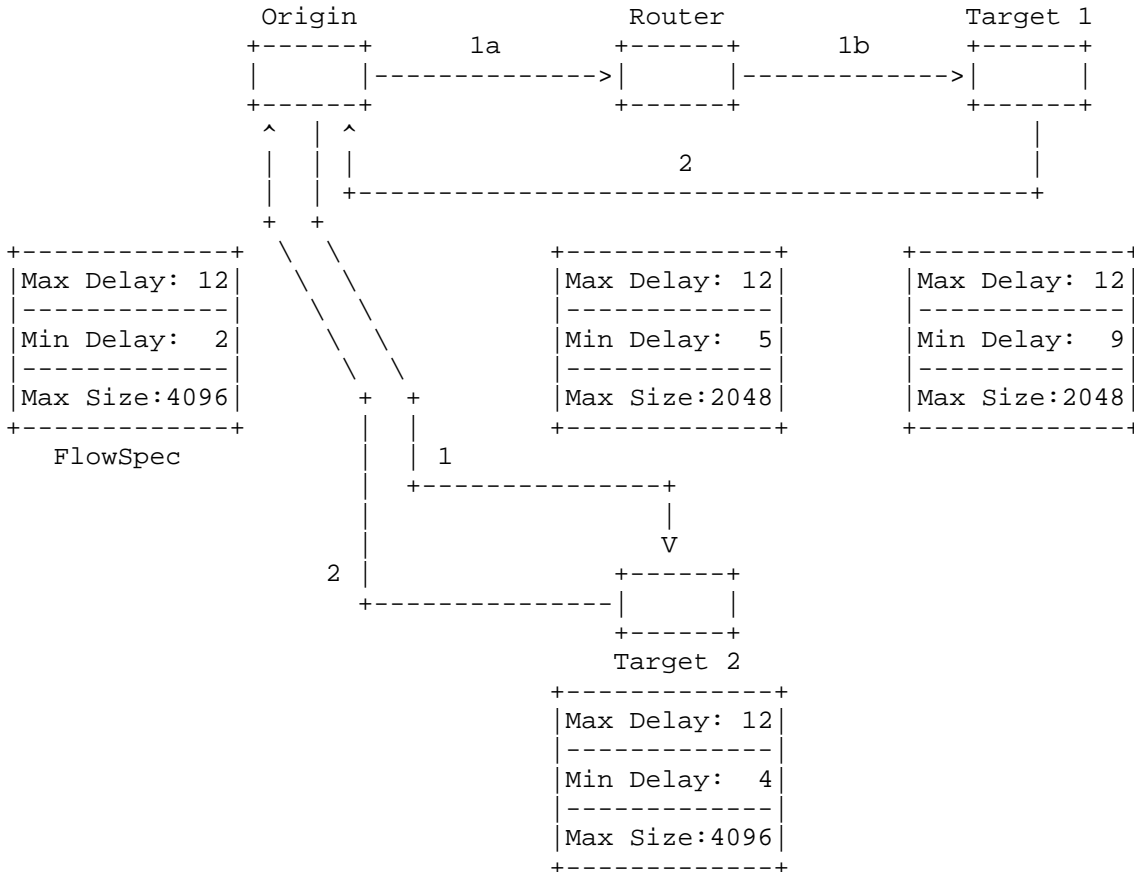 Origin Router Target 1
1a 1b
2
Max Delay: 12 Max Delay: 12 Max Delay: 12
Min Delay: 2 Min Delay: 5 Min Delay: 9
Max Size:4096 Max Size:2048 Max Size:2048
FlowSpec 1
2
Target 2
Max Delay: 12
Min Delay: 4
Max Size:4096